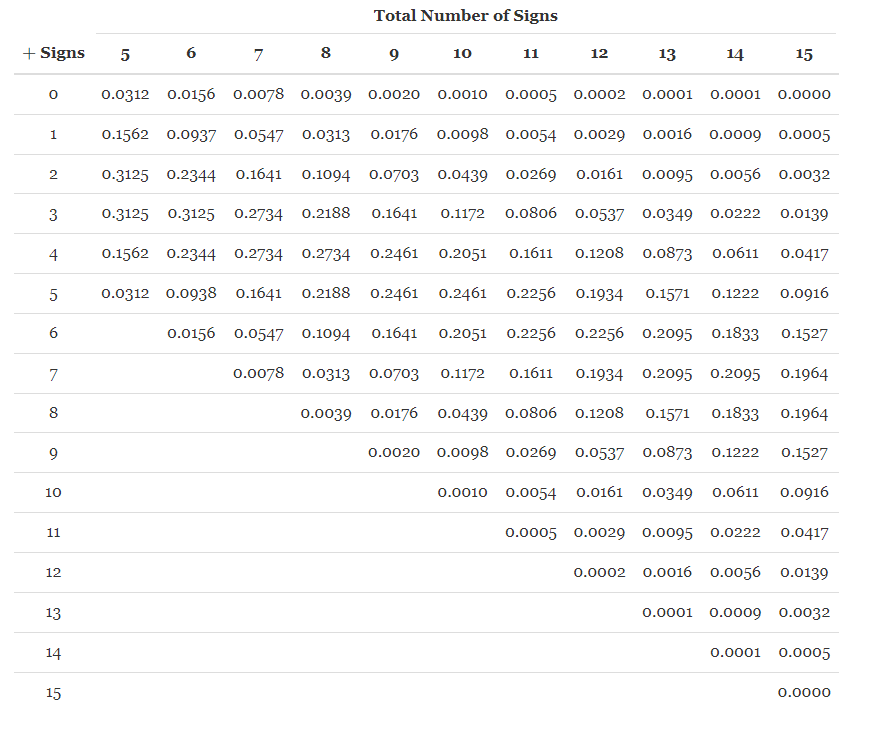 Total Number of Signs
+ Signs 5 6 7 8 9 10 11 12 13 14 15
0 0.0312 0.0156 0.0078 0.0039 0.0020 0.0010 0.0005 0.0002 0.0001 0.0001 0.0000
1 0.1562 0.0937 0.0547 0.0313 0.0176 0.0098 0.0054 0.0029 0.0016 0.0009 0.0005
2 0.3125 0.2344 0.1641 0.1094 0.0703 0.0439 0.0269 0.0161 0.0095 0.0056 0.0032
3 0.3125 0.3125 0.2734 0.2188 0.1641 0.1172 0.0806 0.0537 0.0349 0.0222 0.0139
4 0.1562 0.2344 0.2734 0.2734 0.2461 0.2051 0.1611 0.1208 0.0873 0.0611 0.0417
5 0.0312 0.0938 0.1641 0.2188 0.2461 0.2461 0.2256 0.1934 0.1571 0.1222 0.0916
6 0.0156 0.0547 0.1094 0.1641 0.2051 0.2256 0.2256 0.2095 0.1833 0.1527
7 0.0078 0.0313 0.0703 0.1172 0.1611 0.1934 0.2095 0.2095 0.1964
8 0.0039 0.0176 0.0439 0.0806 0.1208 0.1571 0.1833 0.1964
9 0.0020 0.0098 0.0269 0.0537 0.0873 0.1222 0.1527
10 0.0010 0.0054 0.0161 0.0349 0.0611 0.0916
11 0.0005 0.0029 0.0095 0.0222 0.0417
12 0.0002 0.0016 0.0056 0.0139
13 0.0001 0.0009 0.0032
14 0.0001 0.0005
15 0.0000